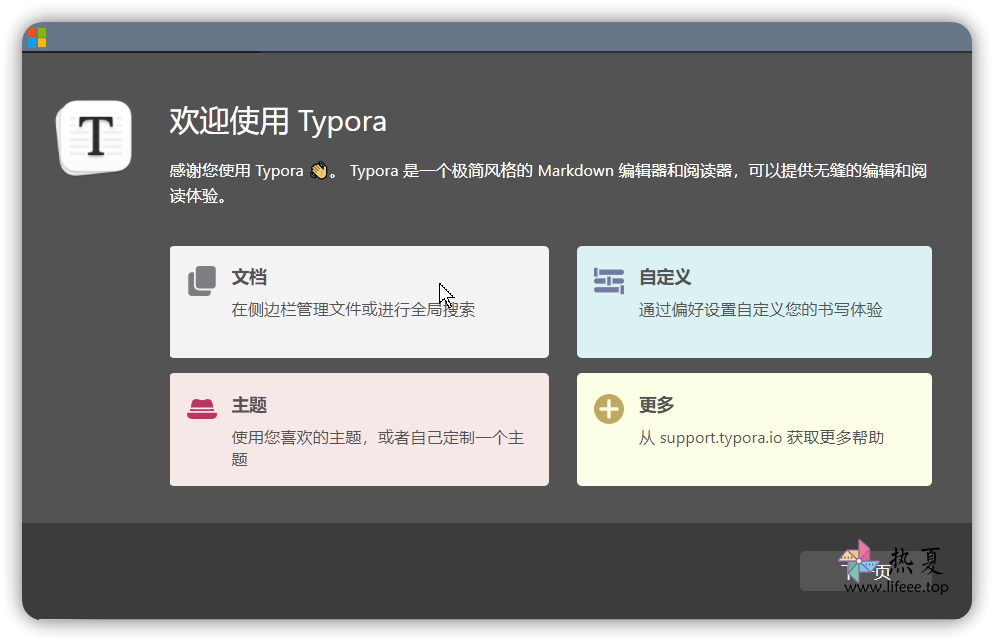 T
欢迎使用 Typora
感谢您使用 Typora 👋。 Typora 是一个极简风格的 Markdown 编辑器和阅读器，可以提供无缝的编辑和阅
读体验。
文档
在侧边栏管理文件或进行全局搜索
自定义
通过偏好设置自定义您的书写体验
主题
使用您喜欢的主题，或者自己定制一个主
题
更多
从 support.typora.io 获取更多帮助
下一页
热夏
www.lifeee.top